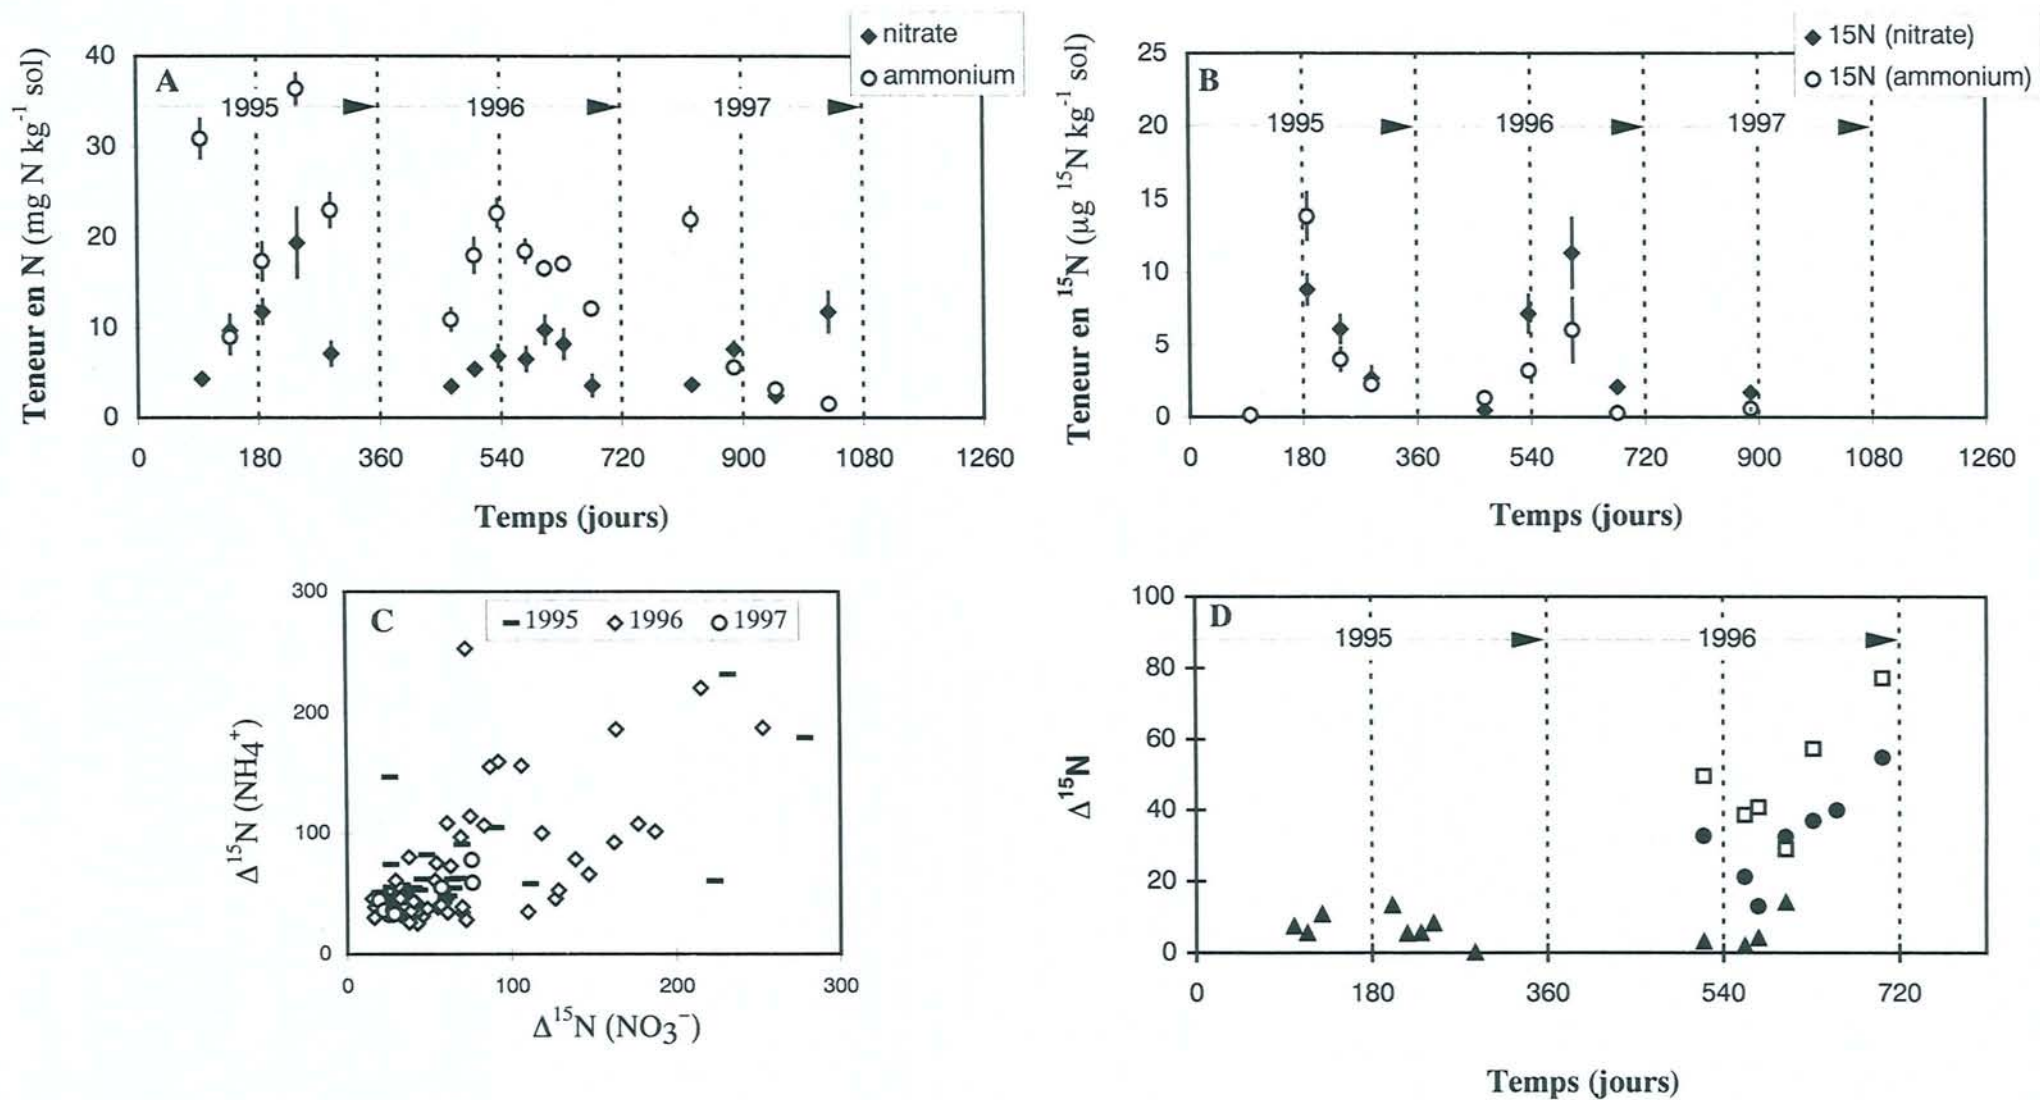 nitrate
ammonium
A
1995
1996
1997
40
30
20
10
0
0 180 360 540 720 900 1080 1260
Teneur en N (mg N kg⁻¹ sol)
Temps (jours)
15N (nitrate)
15N (ammonium)
B
1995
1996
1997
25
20
15
10
5
0
0 180 360 540 720 900 1080 1260
Teneur en ¹⁵N (µg ¹⁵N kg⁻¹ sol)
Temps (jours)
C
1995 1996 1997
300
200
100
0
0 100 200 300
Δ¹⁵N (NH4⁺)
Δ¹⁵N (NO3⁻)
D
1995
1996
100
80
60
40
20
0
0 180 360 540 720
Δ¹⁵N
Temps (jours)